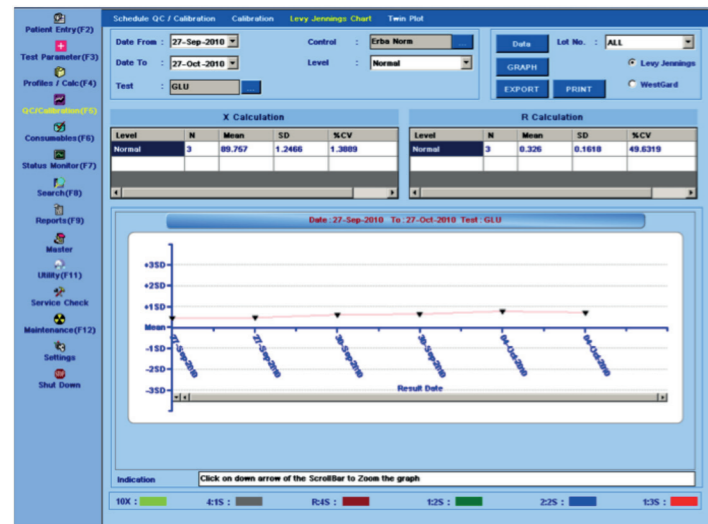 Schedule QC / Calibration Calibration Levy Jennings Chart Twin Plot
Patient Entry(F2)
Test Parameter(F3)
Profiles / Calc(F4)
QC/Calibration(F5)
Consumables(F6)
Status Monitor(F7)
Search(F8)
Reports(F9)
Master
Utility(F11)
Service Check
Maintenance(F12)
Settings
Shut Down
Date From : 27-Sep-2010 Control : Erba Norm ...
Date To : 27-Oct-2010 Level : Normal
Test : GLU ...
Data Lot No. : ALL
GRAPH Levy Jennings
EXPORT PRINT WestGard
X Calculation
Level N Mean SD %CV
Normal 3 89.757 1.2466 1.3889
R Calculation
Level N Mean SD %CV
Normal 3 0.326 0.1618 49.6319
Date :27-Sep-2010 To :27-Oct-2010 Test : GLU
+3SD
+2SD
+1SD
Mean
-1SD
-2SD
-3SD
27-Sep-2010
27-Sep-2010
30-Sep-2010
30-Sep-2010
04-Oct-2010
04-Oct-2010
Result Date
Indication Click on down arrow of the ScrollBar to Zoom the graph
10X : 4:1S : R:4S : 1:2S : 2:2S : 1:3S :